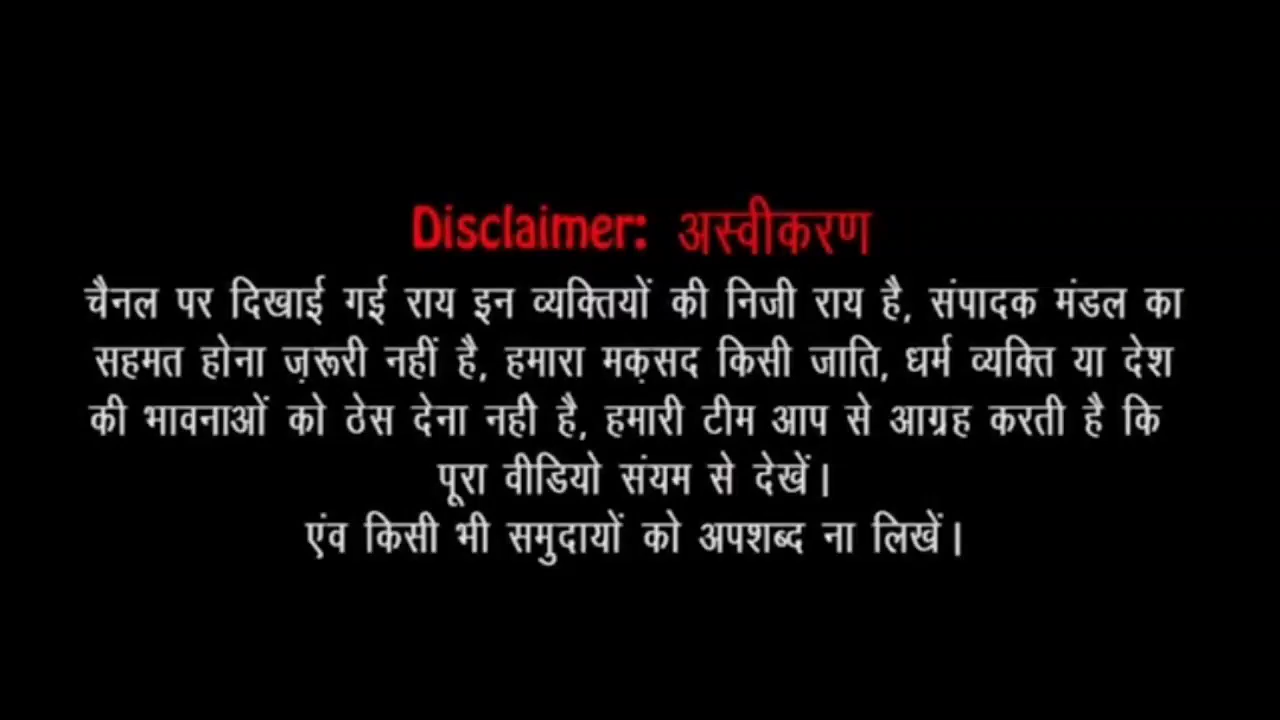 Disclaimer: अस्वीकरण
चैनल पर दिखाई गई राय इन व्यक्तियों की निजी राय है, संपादक मंडल का
सहमत होना ज़रूरी नहीं है, हमारा मक़सद किसी जाति, धर्म व्यक्ति या देश
की भावनाओं को ठेस देना नही है, हमारी टीम आप से आग्रह करती है कि
पूरा वीडियो संयम से देखें।
एंव किसी भी समुदायों को अपशब्द ना लिखें।